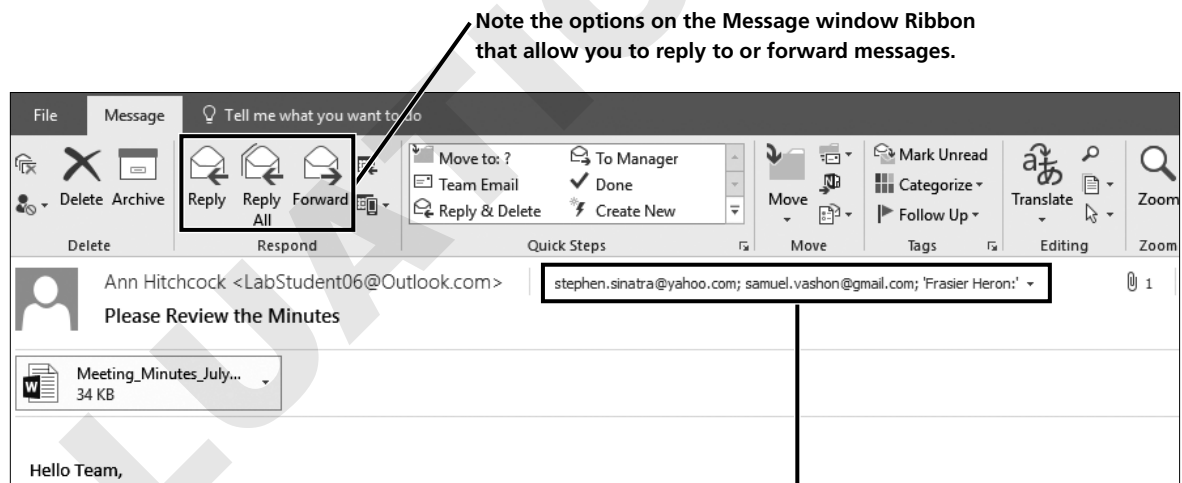 Note the options on the Message window Ribbon
that allow you to reply to or forward messages.
File Message Tell me what you want to do
Delete Archive Reply Reply All Forward
Move to: ? To Manager
Team Email Done
Reply & Delete Create New
Move
Mark Unread
Categorize
Follow Up
Translate
Zoom
Delete Respond Quick Steps Move Tags Editing Zoom
Ann Hitchcock <LabStudent06@Outlook.com> stephen.sinatra@yahoo.com; samuel.vashon@gmail.com; 'Frasier Heron:' 1
Please Review the Minutes
Meeting_Minutes_July...
34 KB
Hello Team,